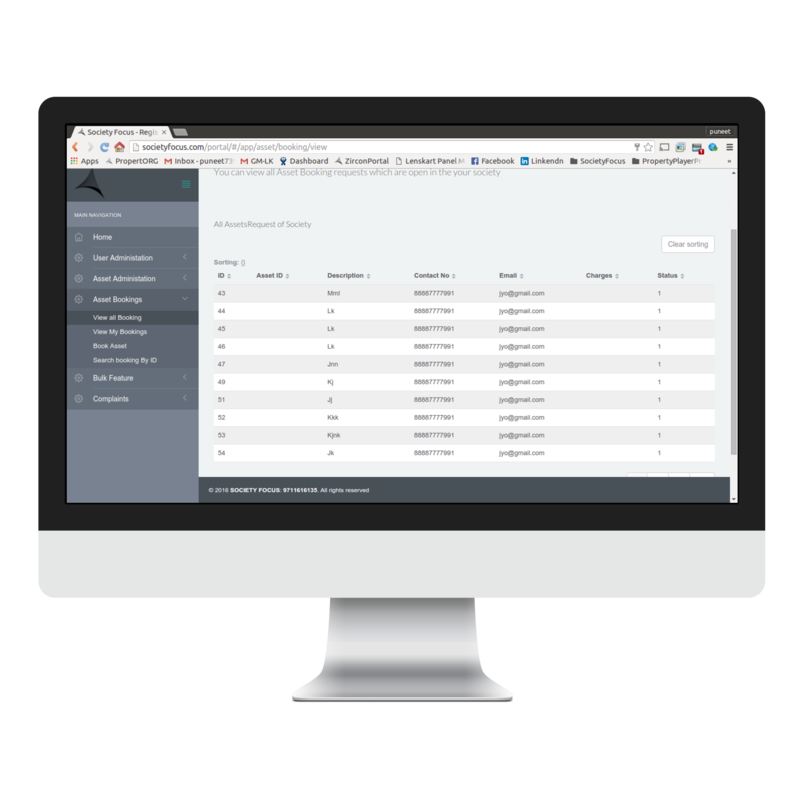 Society Focus - Regis
puneet
societyfocus.com/portal/#/app/asset/booking/view
Apps PropertORG Inbox - puneet73 GM-LK Dashboard ZirconPortal Lenskart Panel M Facebook Linkendn SocietyFocus PropertyPlayerPr »
You can view all Asset Booking requests which are open in the your society
MAIN NAVIGATION
Home
User Administation
Asset Administation
Asset Bookings
View all Booking
View My Bookings
Book Asset
Search booking By ID
Bulk Feature
Complaints
All AssetsRequest of Society
Clear sorting
Sorting: {}
ID Asset ID Description Contact No Email Charges Status
43 Mml 88887777991 jyo@gmail.com 1
44 Lk 88887777991 jyo@gmail.com 1
45 Lk 88887777991 jyo@gmail.com 1
46 Lk 88887777991 jyo@gmail.com 1
47 Jnn 88887777991 jyo@gmail.com 1
49 Kj 88887777991 jyo@gmail.com 1
51 Jj 88887777991 jyo@gmail.com 1
52 Kkk 88887777991 jyo@gmail.com 1
53 Kjnk 88887777991 jyo@gmail.com 1
54 Jk 88887777991 jyo@gmail.com 1
© 2016 SOCIETY FOCUS: 9711616135. All rights reserved